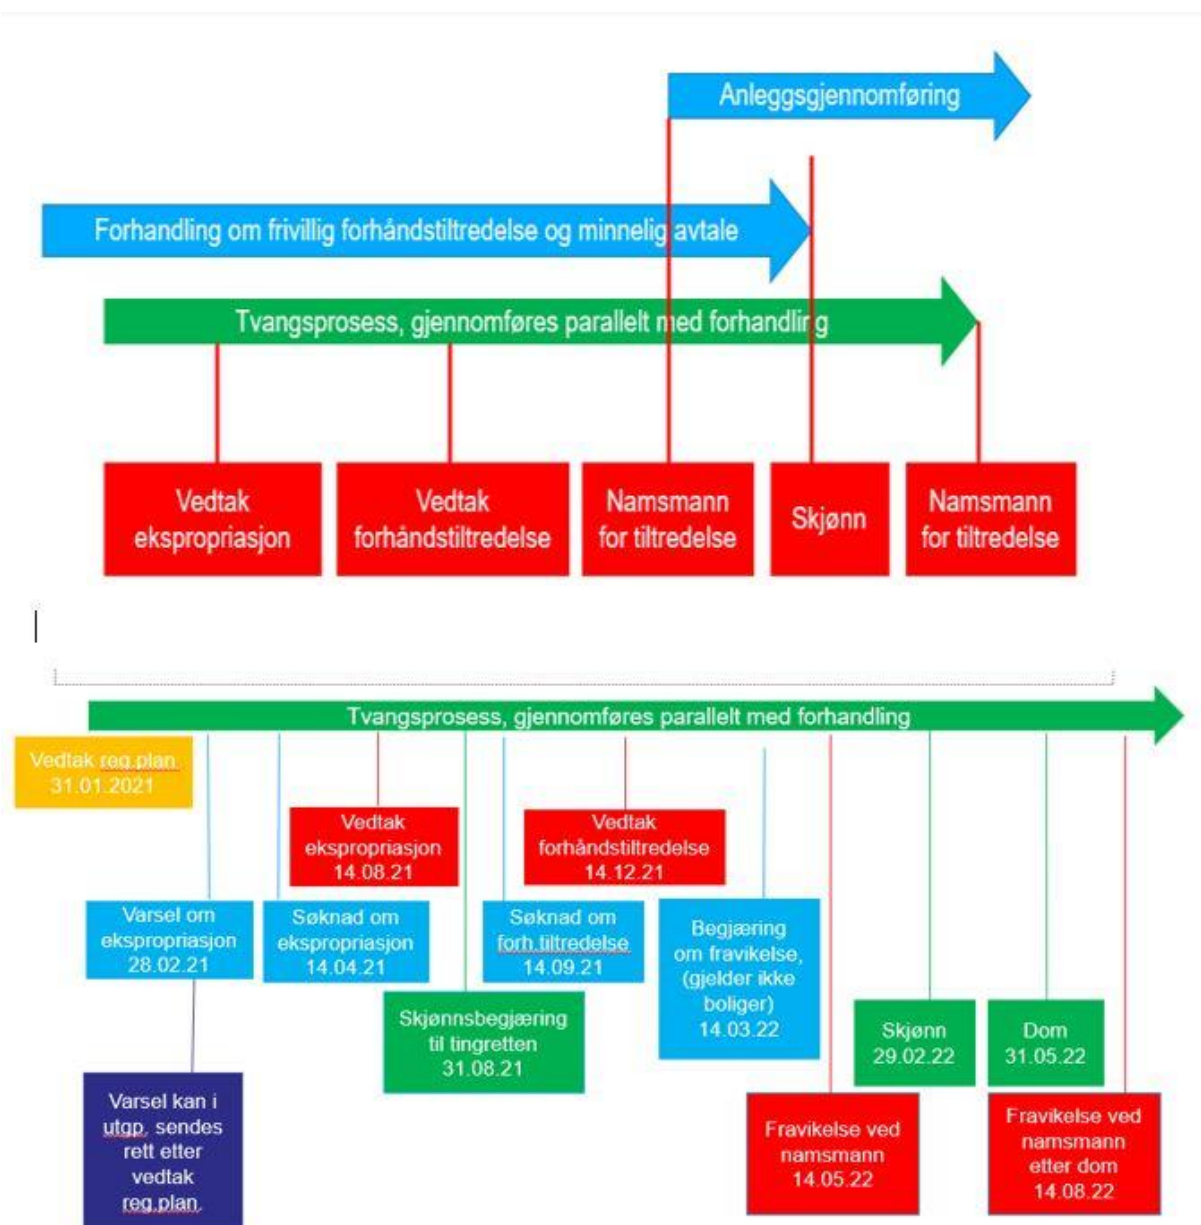 Anleggsgjennomføring
Forhandling om frivillig forhåndstiltredelse og minnelig avtale
Tvangsprosess, gjennomføres parallelt med forhandling
Vedtak
ekspropriasjon
Vedtak
forhåndstiltredelse
Namsmann
for tiltredelse
Skjønn
Namsmann
for tiltredelse
Tvangsprosess, gjennomføres parallelt med forhandling
Vedtak reg.plan.
31.01.2021
Vedtak
ekspropriasjon
14.08.21
Vedtak
forhåndstiltredelse
14.12.21
Varsel om
ekspropriasjon
28.02.21
Søknad om
ekspropriasjon
14.04.21
Søknad om
forh.tiltredelse
14.09.21
Begjæring
om fravikelse,
(gjelder ikke
boliger)
14.03.22
Skjønnsbegjæring
til tingretten
31.08.21
Skjønn
29.02.22
Dom
31.05.22
Varsel kan i
utgp. sendes
rett etter
vedtak
reg.plan.
Fravikelse ved
namsmann
14.05.22
Fravikelse ved
namsmann
etter dom
14.08.22